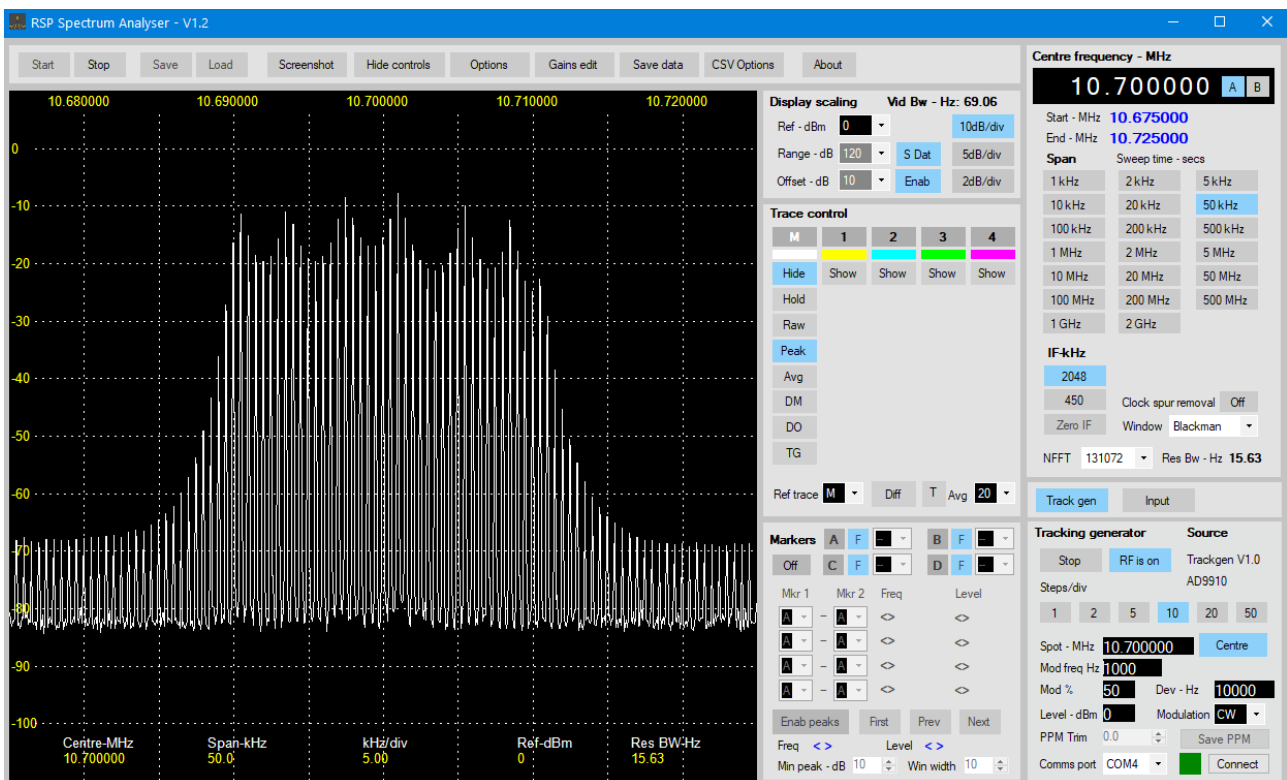 RSP Spectrum Analyser - V1.2
Start Stop Save Load Screenshot Hide controls Options Gains edit Save data CSV Options About
10.680000 10.690000 10.700000 10.710000 10.720000
0
-10
-20
-30
-40
-50
-60
-70
-80
-90
-100
Centre-MHz Span-kHz kHz/div Ref-dBm Res BW-Hz
10.700000 50.0 5.00 0 15.63
Display scaling Vid Bw - Hz: 69.06
Ref - dBm 0 10dB/div
Range - dB 120 S Dat 5dB/div
Offset - dB 10 Enab 2dB/div
Trace control
M 1 2 3 4
Hide Show Show Show Show
Hold
Raw
Peak
Avg
DM
DO
TG
Ref trace M Diff T Avg 20
Markers A F -- B F --
Off C F -- D F --
Mkr 1 Mkr 2 Freq Level
A - A <> <>
A - A <> <>
A - A <> <>
A - A <> <>
Enab peaks First Prev Next
Freq < > Level < >
Min peak - dB 10 Win width 10
Centre frequency - MHz
10.700000 A B
Start - MHz 10.675000
End - MHz 10.725000
Span Sweep time - secs
1 kHz 2 kHz 5 kHz
10 kHz 20 kHz 50 kHz
100 kHz 200 kHz 500 kHz
1 MHz 2 MHz 5 MHz
10 MHz 20 MHz 50 MHz
100 MHz 200 MHz 500 MHz
1 GHz 2 GHz
IF-kHz
2048
450 Clock spur removal Off
Zero IF Window Blackman
NFFT 131072 Res Bw - Hz 15.63
Track gen Input
Tracking generator Source
Stop RF is on Trackgen V1.0
AD9910
Steps/div
1 2 5 10 20 50
Spot - MHz 10.700000 Centre
Mod freq Hz 1000
Mod % 50 Dev - Hz 10000
Level - dBm 0 Modulation CW
PPM Trim 0.0 Save PPM
Comms port COM4 Connect